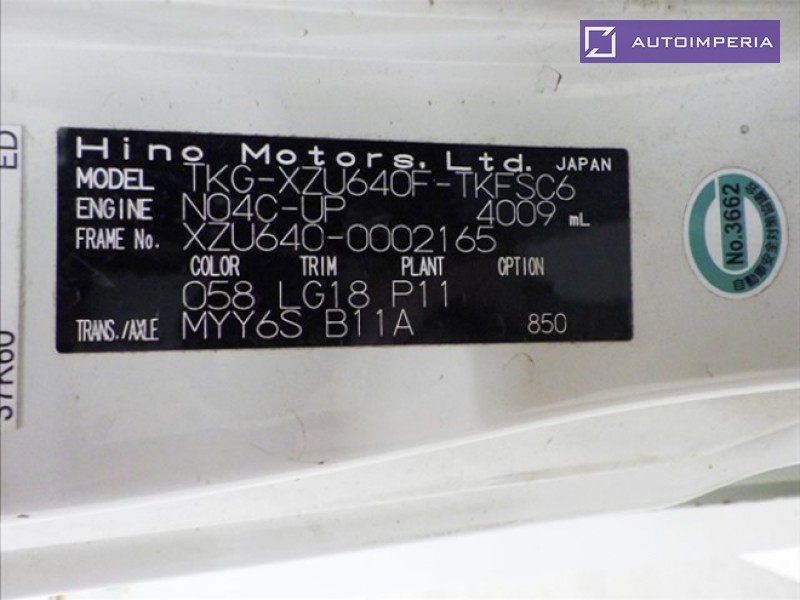 AUTOIMPERIA
ED
Hino Motors, Ltd. JAPAN
MODEL TKG-XZU640F-TKFSC6
ENGINE N04C-UP 4009 mL
FRAME No. XZU640-0002165
COLOR TRIM PLANT OPTION
058 LG18 P11
TRANS./AXLE MYY6S B11A 850
No.3662